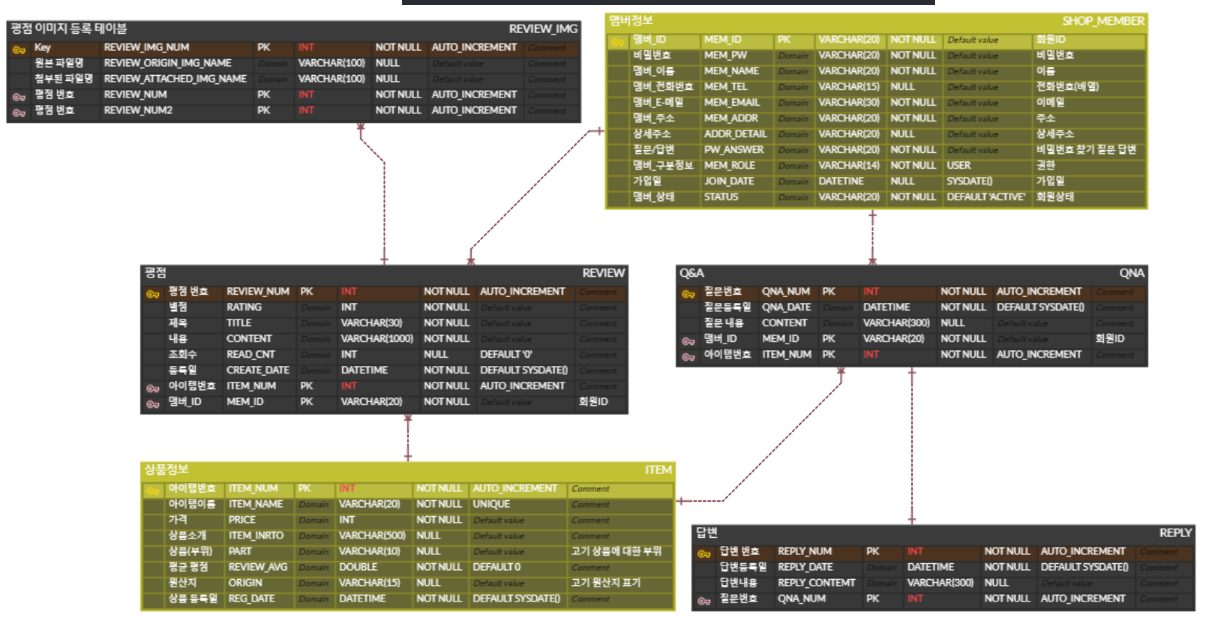 평점 이미지 등록 테이블 REVIEW_IMG
Key REVIEW_IMG_NUM PK INT NOT NULL AUTO_INCREMENT Comment
원본 파일명 REVIEW_ORIGIN_IMG_NAME Domain VARCHAR(100) NULL Default value Comment
첨부된 파일명 REVIEW_ATTACHED_IMG_NAME Domain VARCHAR(100) NULL Default value Comment
평점 번호 REVIEW_NUM PK INT NOT NULL AUTO_INCREMENT Comment
평점 번호 REVIEW_NUM2 PK INT NOT NULL AUTO_INCREMENT Comment
맴버정보 SHOP_MEMBER
맴버_ID MEM_ID PK VARCHAR(20) NOT NULL Default value 회원ID
비밀번호 MEM_PW Domain VARCHAR(20) NOT NULL Default value 비밀번호
맴버_이름 MEM_NAME Domain VARCHAR(20) NOT NULL Default value 이름
맴버_전화번호 MEM_TEL Domain VARCHAR(15) NULL Default value 전화번호(비얼)
맴버_E-메일 MEM_EMAIL Domain VARCHAR(30) NOT NULL Default value 이메일
맴버_주소 MEM_ADDR Domain VARCHAR(20) NOT NULL Default value 주소
상세주소 ADDR_DETAIL Domain VARCHAR(20) NULL Default value 상세주소
질문/답변 PW_ANSWER Domain VARCHAR(20) NOT NULL Default value 비밀번호 찾기 질문 답변
맴버_구분정보 MEM_ROLE Domain VARCHAR(14) NOT NULL USER 권한
가입일 JOIN_DATE Domain DATETINE NULL SYSDATE() 가입일
맴버_상태 STATUS Domain VARCHAR(20) NOT NULL DEFAULT 'ACTIVE' 회원상태
평점 REVIEW
평점 번호 REVIEW_NUM PK INT NOT NULL AUTO_INCREMENT Comment
별점 RATING Domain INT NOT NULL Default value Comment
제목 TITLE Domain VARCHAR(30) NOT NULL Default value Comment
내용 CONTENT Domain VARCHAR(1000) NOT NULL Default value Comment
조회수 READ_CNT Domain INT NULL DEFAULT '0' Comment
등록일 CREATE_DATE Domain DATETIME NOT NULL DEFAULT SYSDATE() Comment
아이템번호 ITEM_NUM PK INT NOT NULL AUTO_INCREMENT Comment
맴버_ID MEM_ID PK VARCHAR(20) NOT NULL Default value 회원ID
Q&A QNA
질문번호 QNA_NUM PK INT NOT NULL AUTO_INCREMENT Comment
질문등록일 QNA_DATE Domain DATETIME NOT NULL DEFAULT SYSDATE() Comment
질문 내용 CONTENT Domain VARCHAR(300) NULL Default value Comment
맴버_ID MEM_ID PK VARCHAR(20) NOT NULL Default value 회원ID
아이템번호 ITEM_NUM PK INT NOT NULL AUTO_INCREMENT Comment
상품정보 ITEM
아이템번호 ITEM_NUM PK INT NOT NULL AUTO_INCREMENT Comment
아이템이름 ITEM_NAME Domain VARCHAR(20) NOT NULL UNIQUE Comment
가격 PRICE Domain INT NOT NULL Default value Comment
상품소개 ITEM_INRTO Domain VARCHAR(500) NULL Default value Comment
상품(부위) PART Domain VARCHAR(10) NULL Default value 고기 상품에 대한 부위
평균 평점 REVIEW_AVG Domain DOUBLE NOT NULL DEFAULT 0 Comment
원산지 ORIGIN Domain VARCHAR(15) NULL Default value 고기 원산지 표기
상품 등록일 REG_DATE Domain DATETIME NOT NULL DEFAULT SYSDATE() Comment
답변 REPLY
답변 번호 REPLY_NUM PK INT NOT NULL AUTO_INCREMENT Comment
답변등록일 REPLY_DATE Domain DATETIME NOT NULL DEFAULT SYSDATE() Comment
답변내용 REPLY_CONTEMT Domain VARCHAR(300) NULL Default value Comment
질문번호 QNA_NUM PK INT NOT NULL AUTO_INCREMENT Comment